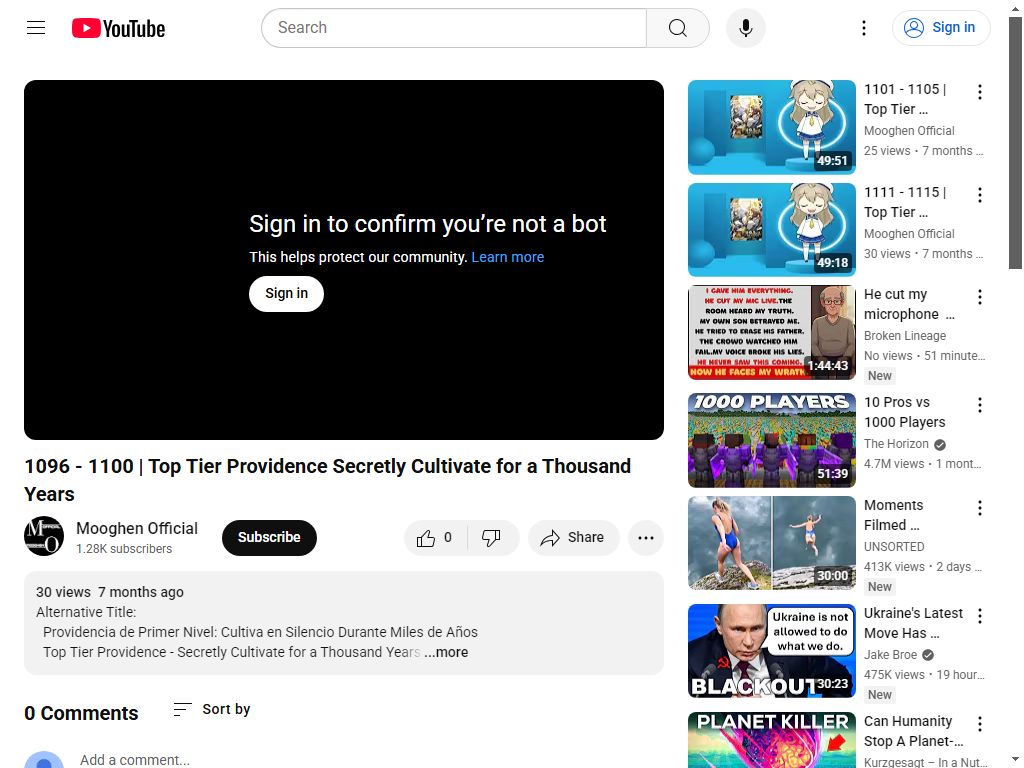 YouTube
Search
Sign in
Sign in to confirm you’re not a bot
This helps protect our community. Learn more
Sign in
1096 - 1100 | Top Tier Providence Secretly Cultivate for a Thousand
Years
Mooghen Official
1.28K subscribers
Subscribe
0
Share
30 views 7 months ago
Alternative Title:
Providencia de Primer Nivel: Cultiva en Silencio Durante Miles de Años
Top Tier Providence - Secretly Cultivate for a Thousand Years ...more
0 Comments
Sort by
Add a comment...
49:51
1101 - 1105 |
Top Tier ...
Mooghen Official
25 views • 7 months ...
49:18
1111 - 1115 |
Top Tier ...
Mooghen Official
30 views • 7 months ...
I GAVE HIM EVERYTHING.
HE CUT MY MIC LIVE.THE
ROOM HEARD MY TRUTH.
MY OWN SON BETRAYED ME.
HE TRIED TO ERASE HIS FATHER.
THE CROWD WATCHED HIM
FAIL.MY VOICE BROKE HIS LIES.
HE NEVER SAW THIS COMING.
NOW HE FACES MY WRATH
1:44:43
He cut my
microphone ...
Broken Lineage
No views • 51 minute...
New
1000 PLAYERS
51:39
10 Pros vs
1000 Players
The Horizon
4.7M views • 1 mont...
30:00
Moments
Filmed ...
UNSORTED
413K views • 2 days ...
New
Ukraine is not
allowed to do
what we do.
BLACKOUT
30:23
Ukraine's Latest
Move Has ...
Jake Broe
475K views • 19 hour...
New
PLANET KILLER
Can Humanity
Stop A Planet-...
Kurzgesagt – In a Nut...